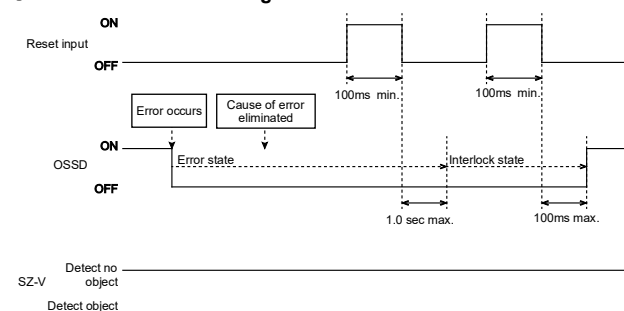 ON
Reset input
OFF
100ms min.
100ms min.
Error occurs
Cause of error
eliminated
ON
Error state
Interlock state
OSSD
OFF
1.0 sec max.
100ms max.
Detect no
object
SZ-V
Detect object